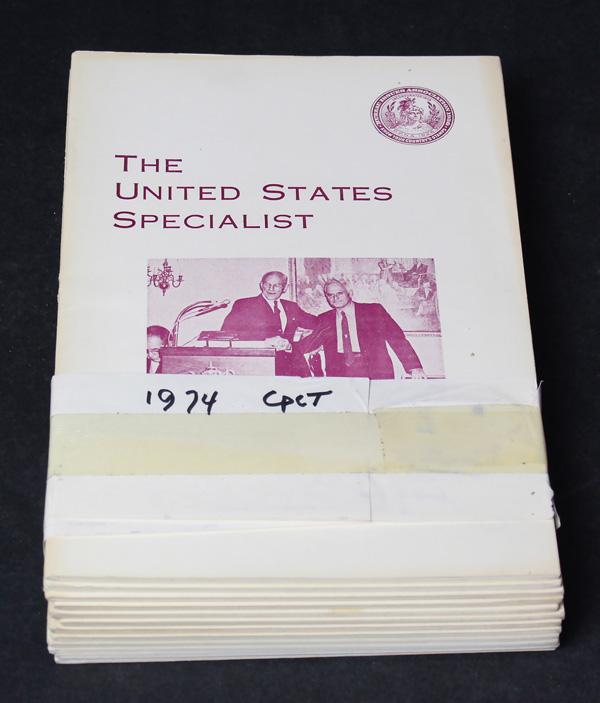 THE
UNITED STATES
SPECIALIST
1974 CPCT